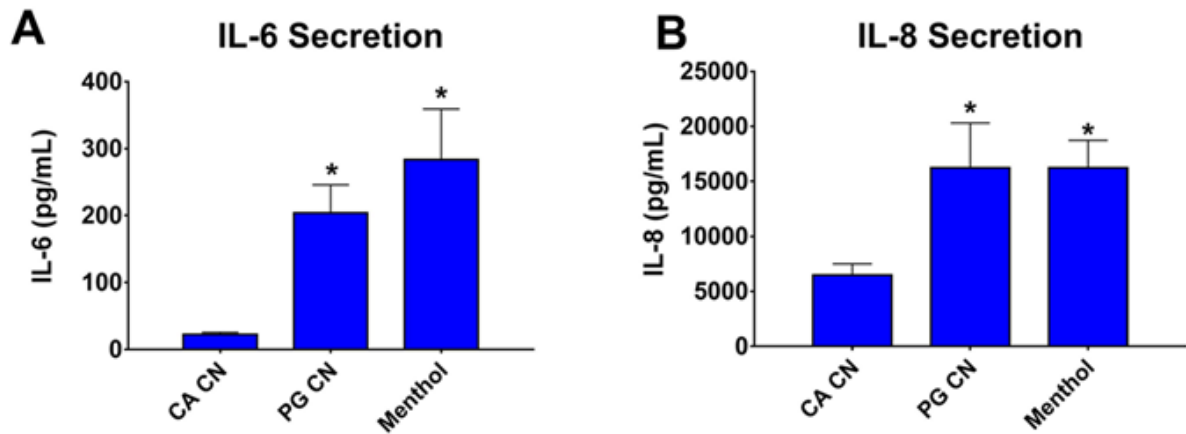 A
IL-6 Secretion
IL-6 (pg/mL)
400
300
200
100
0
*
*
CA CN
PG CN
Menthol
B
IL-8 Secretion
IL-8 (pg/mL)
25000
20000
15000
10000
5000
0
*
*
CA CN
PG CN
Menthol